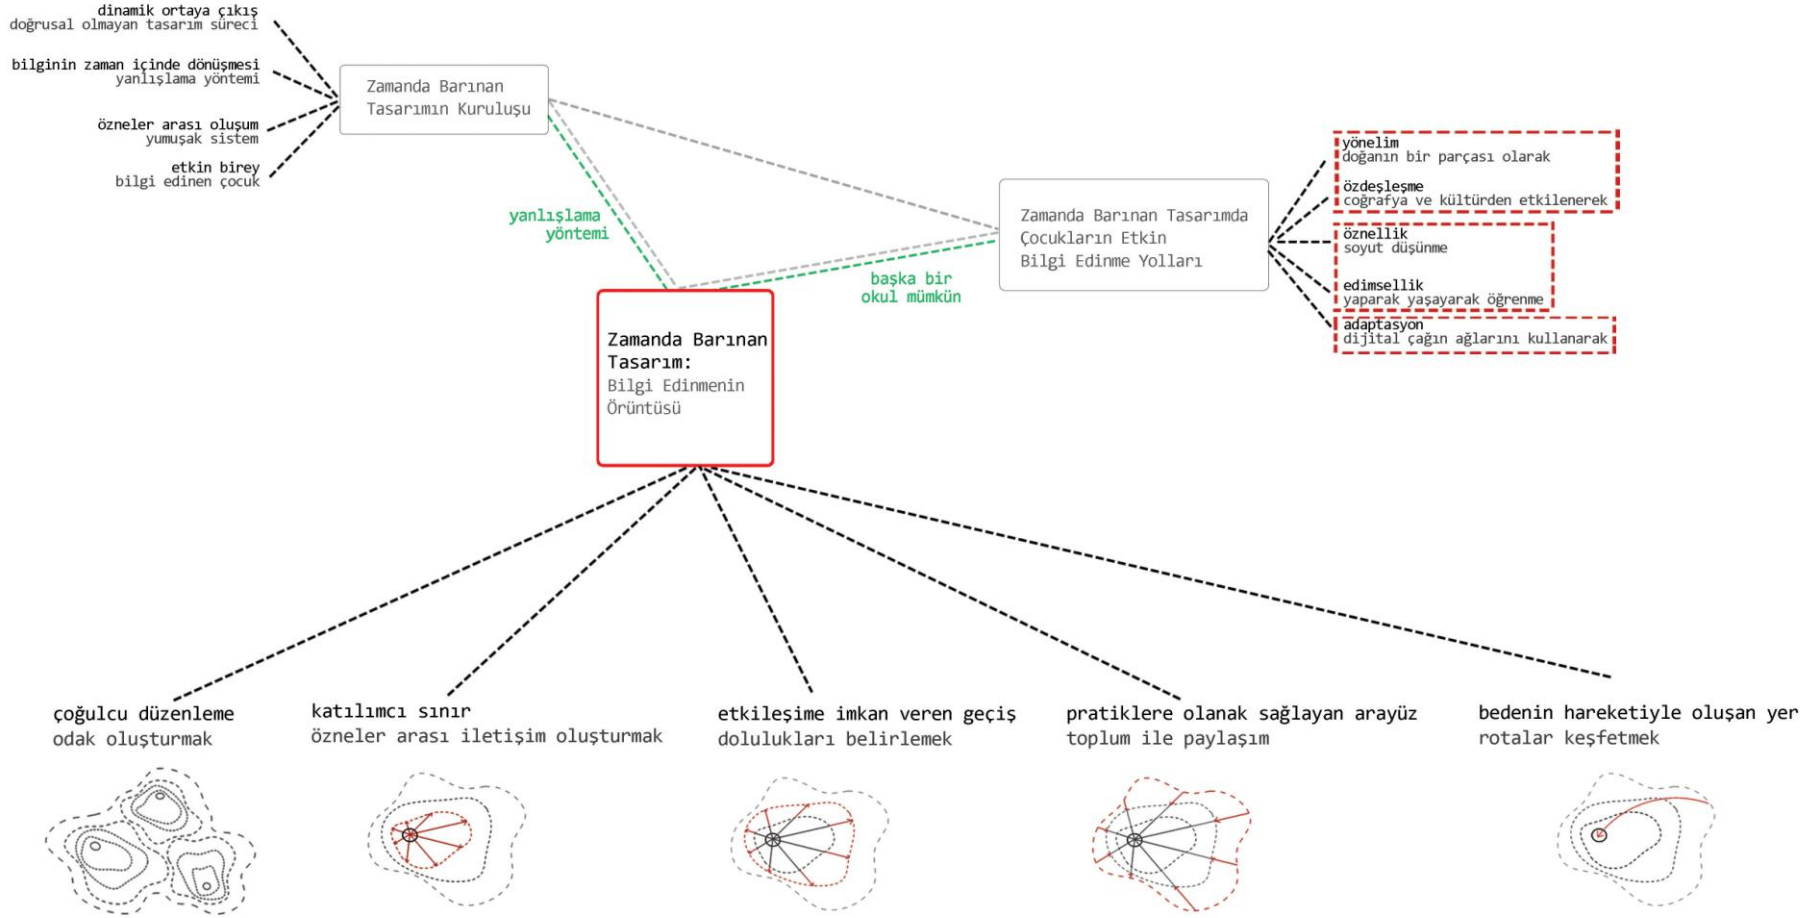 dinamik ortaya çıkış
doğrusal olmayan tasarım süreci
bilginin zaman içinde dönüşmesi
yanlışlama yöntemi
özneler arası oluşum
yumuşak sistem
etkin birey
bilgi edinen çocuk
Zamanda Barınan
Tasarımın Kuruluşu
yanlışlama
yöntemi
başka bir
okul mümkün
Zamanda Barınan Tasarımda
Çocukların Etkin
Bilgi Edinme Yolları
yönelim
doğanın bir parçası olarak
özdeşleşme
coğrafya ve kültürden etkilenerek
öznellik
soyut düşünme
edimsellik
yaparak yaşayarak öğrenme
adaptasyon
dijital çağın ağlarını kullanarak
Zamanda Barınan
Tasarım:
Bilgi Edinmenin
Örüntüsü
çoğulcu düzenleme
odak oluşturmak
katılımcı sınır
özneler arası iletişim oluşturmak
etkileşime imkan veren geçiş
dolulukları belirlemek
pratiklere olanak sağlayan arayüz
toplum ile paylaşım
bedenin hareketiyle oluşan yer
rotalar keşfetmek